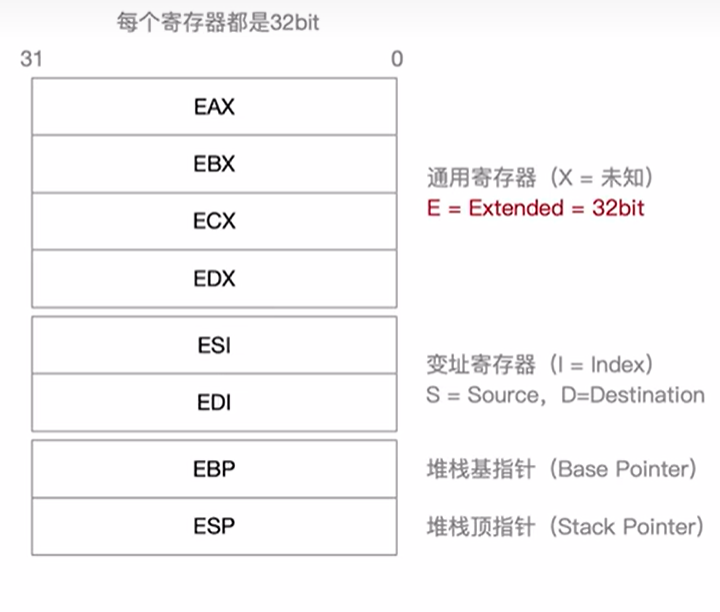 每个寄存器都是32bit
31 0
EAX
EBX
通用寄存器（X = 未知）
E = Extended = 32bit
ECX
EDX
ESI
变址寄存器（I = Index）
S = Source，D=Destination
EDI
EBP 堆栈基指针（Base Pointer）
ESP 堆栈顶指针（Stack Pointer）